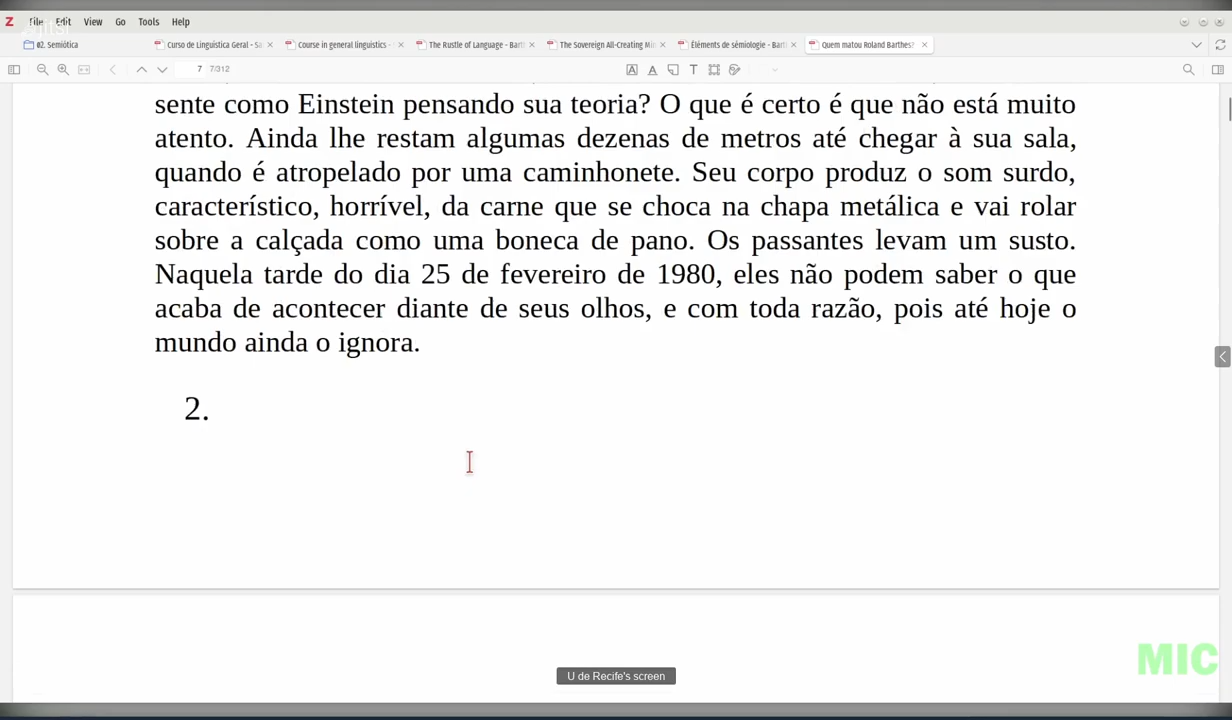 Z File Edit View Go Tools Help
02. Semiótica Curso de Linguística Geral - Sa Course in general linguistics - The Rustle of Language - Bart The Sovereign All-Creating Min Éléments de sémiologie - Bart Quem matou Roland Barthes?
7 7/312
sente como Einstein pensando sua teoria? O que é certo é que não está muito
atento. Ainda lhe restam algumas dezenas de metros até chegar à sua sala,
quando é atropelado por uma caminhonete. Seu corpo produz o som surdo,
característico, horrível, da carne que se choca na chapa metálica e vai rolar
sobre a calçada como uma boneca de pano. Os passantes levam um susto.
Naquela tarde do dia 25 de fevereiro de 1980, eles não podem saber o que
acaba de acontecer diante de seus olhos, e com toda razão, pois até hoje o
mundo ainda o ignora.
2.
MIC
U de Recife's screen